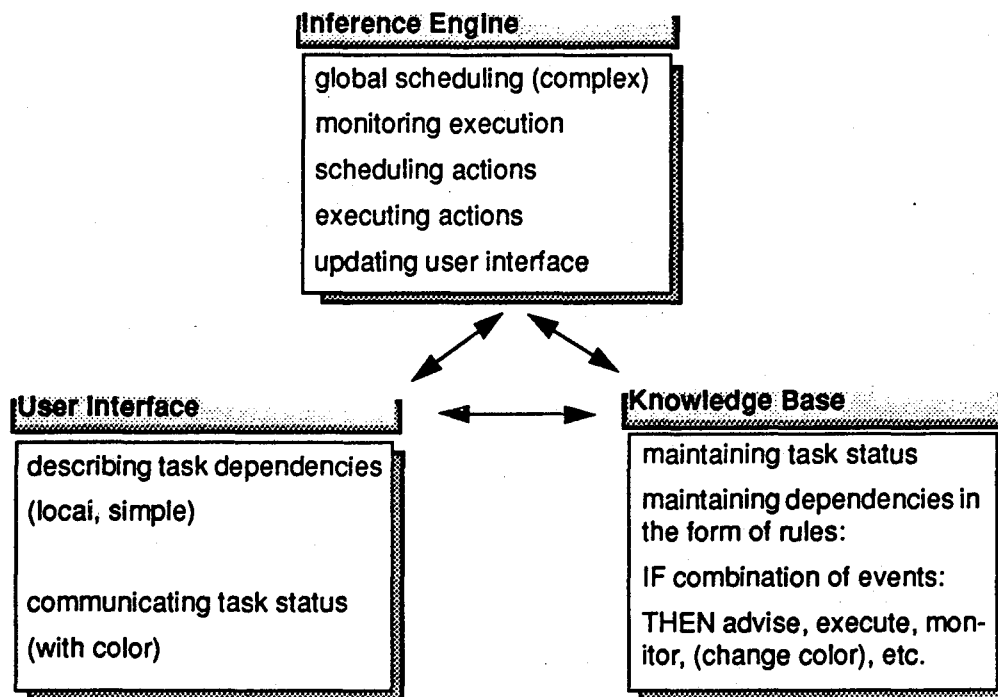 Inference Engine
global scheduling (complex)
monitoring execution
scheduling actions
executing actions
updating user interface
User Interface
describing task dependencies
(local, simple)
communicating task status
(with color)
Knowledge Base
maintaining task status
maintaining dependencies in
the form of rules:
IF combination of events:
THEN advise, execute, mon-
itor, (change color), etc.